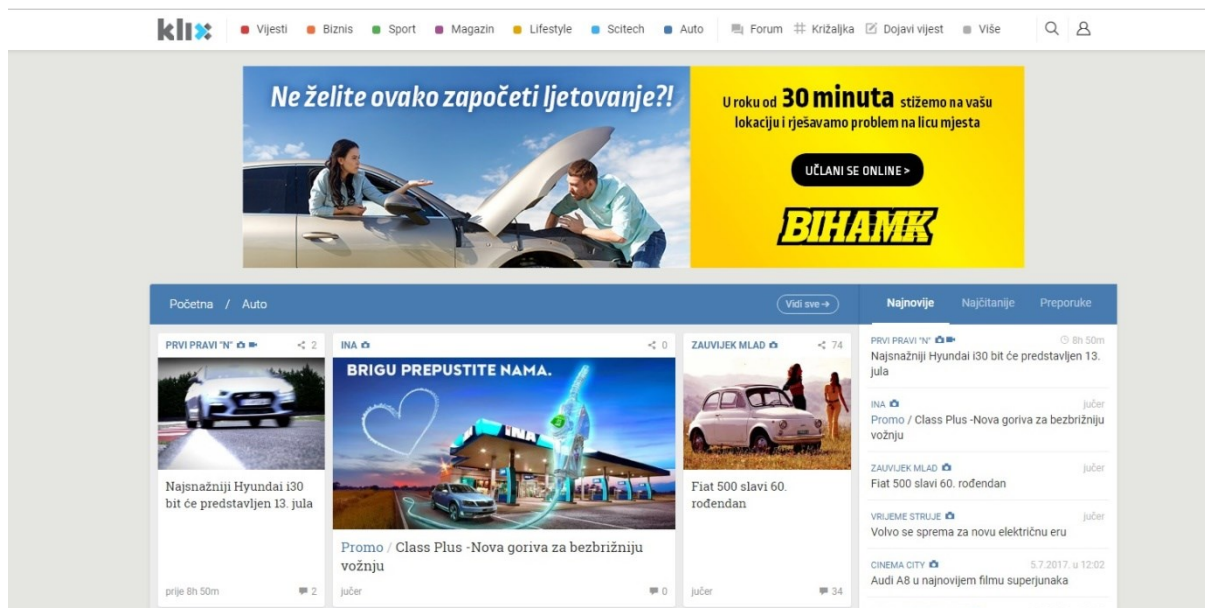 klix
Vijesti
Biznis
Sport
Magazin
Lifestyle
Scitech
Auto
Forum
Križaljka
Dojavi vijest
Više
Ne želite ovako započeti ljetovanje?!
U roku od 30 minuta stižemo na vašu
lokaciju i rješavamo problem na licu mjesta
UČLANI SE ONLINE >
BIHAMK
Početna / Auto
Vidi sve →
PRVI PRAVI "N"
2
Najsnažniji Hyundai i30
bit će predstavljen 13. jula
prije 8h 50m
2
INA
0
BRIGU PREPUSTITE NAMA.
INA
Promo / Class Plus -Nova goriva za bezbrižniju
vožnju
jučer
0
ZAUVIJEK MLAD
74
Fiat 500 slavi 60.
rođendan
jučer
34
Najnovije
Najčitanije
Preporuke
PRVI PRAVI "N"
8h 50m
Najsnažniji Hyundai i30 bit će predstavljen 13.
jula
INA
jučer
Promo / Class Plus -Nova goriva za bezbrižniju
vožnju
ZAUVIJEK MLAD
jučer
Fiat 500 slavi 60. rođendan
VRIJEME STRUJE
jučer
Volvo se sprema za novu električnu eru
CINEMA CITY
5.7.2017. u 12:02
Audi A8 u najnovijem filmu superjunaka